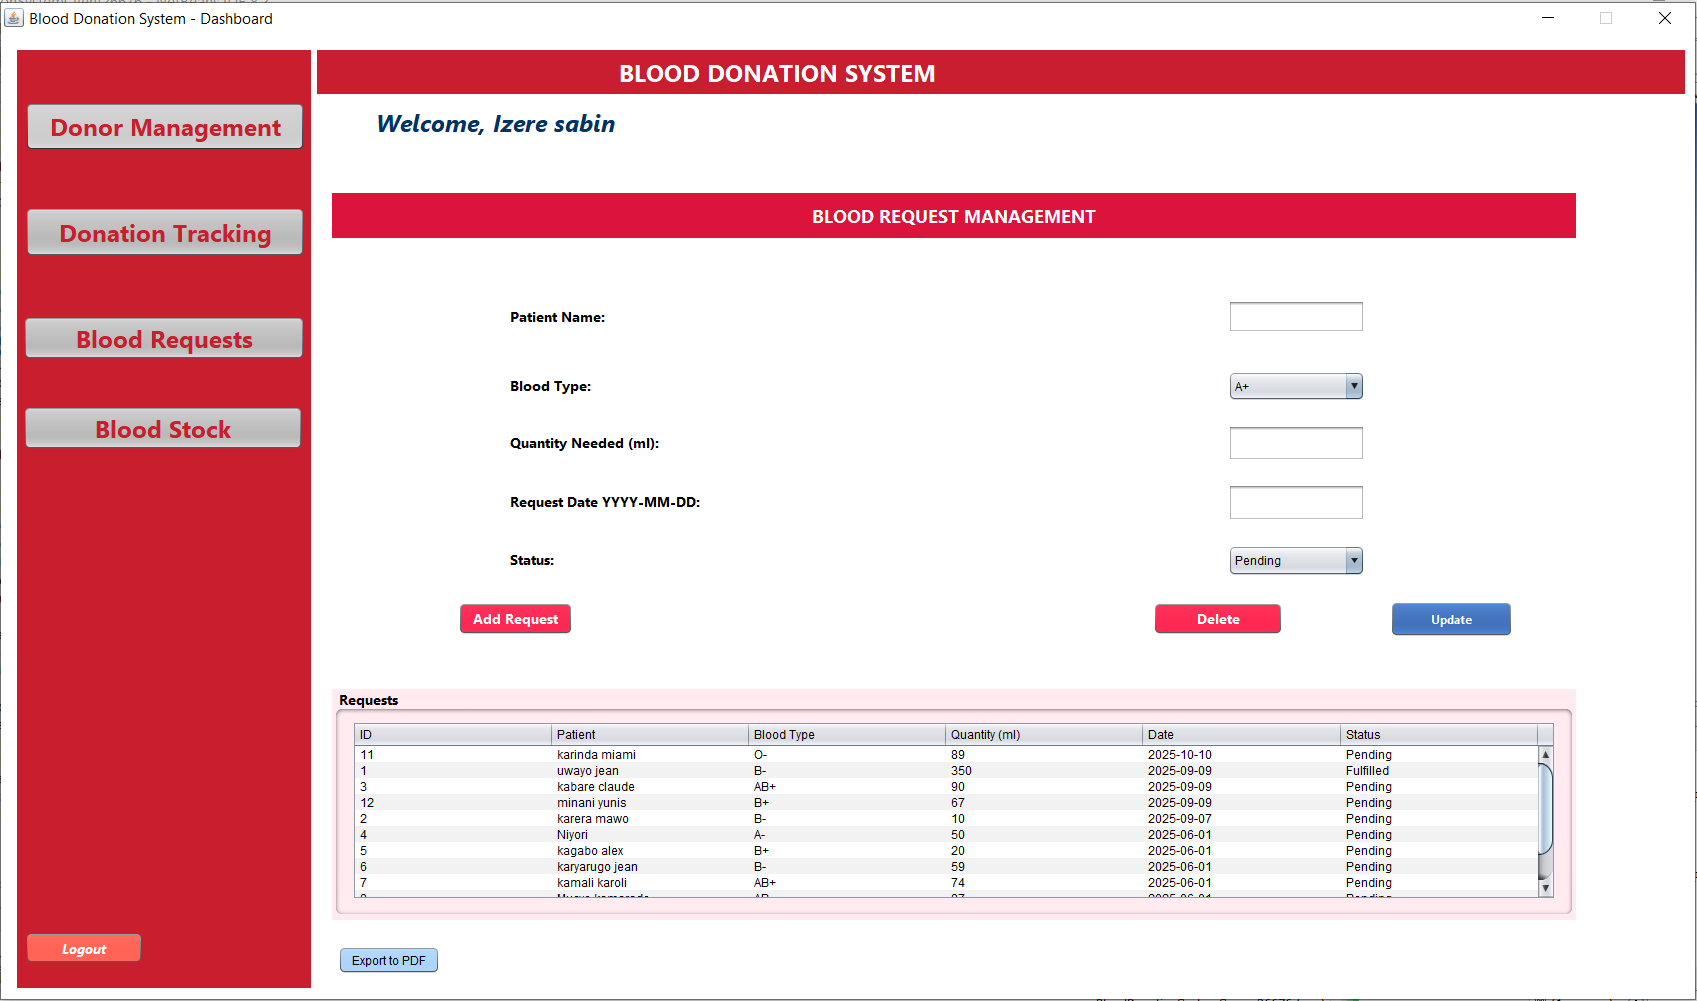 Blood Donation System - Dashboard
BLOOD DONATION SYSTEM
Welcome, Izere sabin
Donor Management
Donation Tracking
Blood Requests
Blood Stock
Logout
BLOOD REQUEST MANAGEMENT
Patient Name:
Blood Type: A+
Quantity Needed (ml):
Request Date YYYY-MM-DD:
Status: Pending
Add Request Delete Update
Requests
ID Patient Blood Type Quantity (ml) Date Status
11 karinda miami O- 89 2025-10-10 Pending
1 uwayo jean B- 350 2025-09-09 Fulfilled
3 kabare claude AB+ 90 2025-09-09 Pending
12 minani yunis B+ 67 2025-09-09 Pending
2 karera mawo B- 10 2025-09-07 Pending
4 Niyori A- 50 2025-06-01 Pending
5 kagabo alex B+ 20 2025-06-01 Pending
6 karyarugo jean B- 59 2025-06-01 Pending
7 kamali karoli AB+ 74 2025-06-01 Pending
Export to PDF